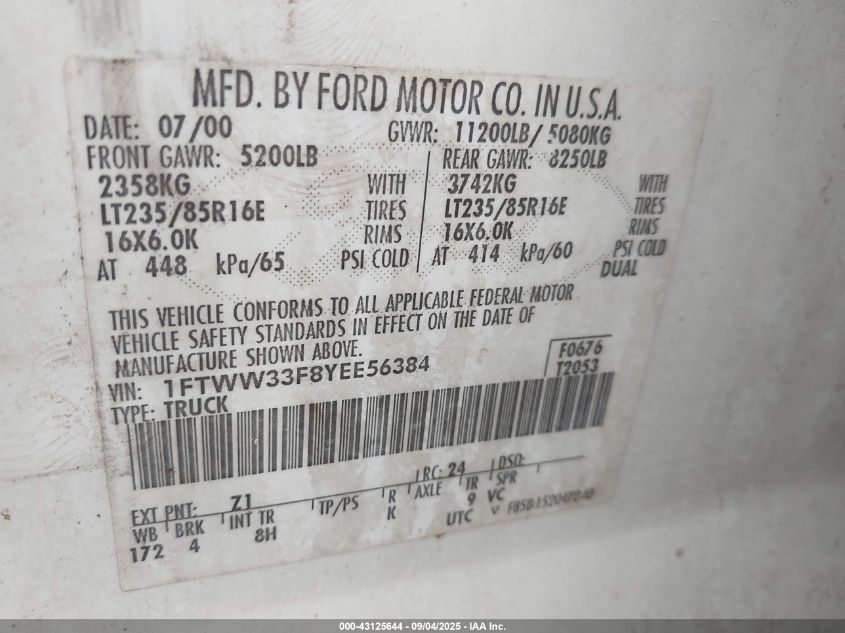 MFD. BY FORD MOTOR CO. IN U.S.A.
DATE: 07/00 GVWR: 11200LB/ 5080KG
FRONT GAWR: 5200LB REAR GAWR: 8250LB
2358KG WITH 3742KG WITH
LT235/85R16E TIRES LT235/85R16E TIRES
16X6.0K RIMS 16X6.0K RIMS
AT 448 kPa/65 PSI COLD AT 414 kPa/60 PSI COLD
DUAL
THIS VEHICLE CONFORMS TO ALL APPLICABLE FEDERAL MOTOR
VEHICLE SAFETY STANDARDS IN EFFECT ON THE DATE OF
MANUFACTURE SHOWN ABOVE.
VIN: 1FTWW33F8YEE56384 F0676
TYPE: TRUCK T2053
EXT PNT: Z1 RC: 24 DSO:
WB BRK INT TR TP/PS R AXLE TR SPR
172 4 8H K 9 VC
UTC V
000-43125644 - 09/04/2025 - IAA Inc.